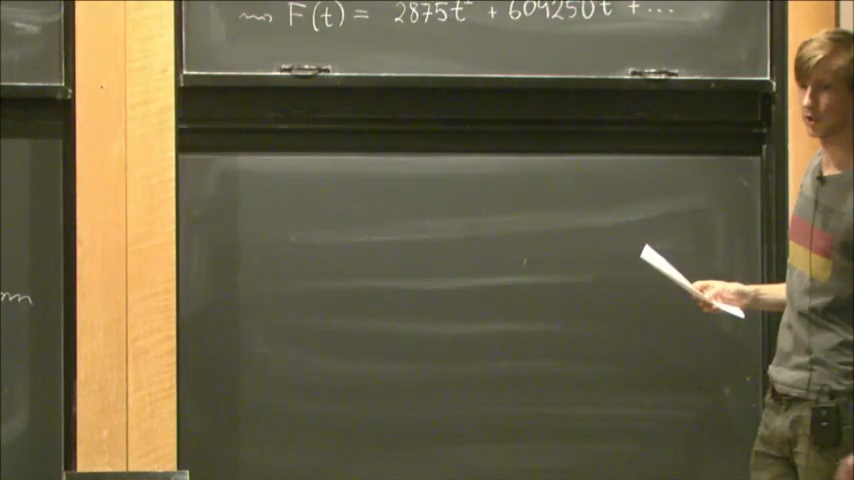 ⇝ F(t) = 2875t + 609250t + ...